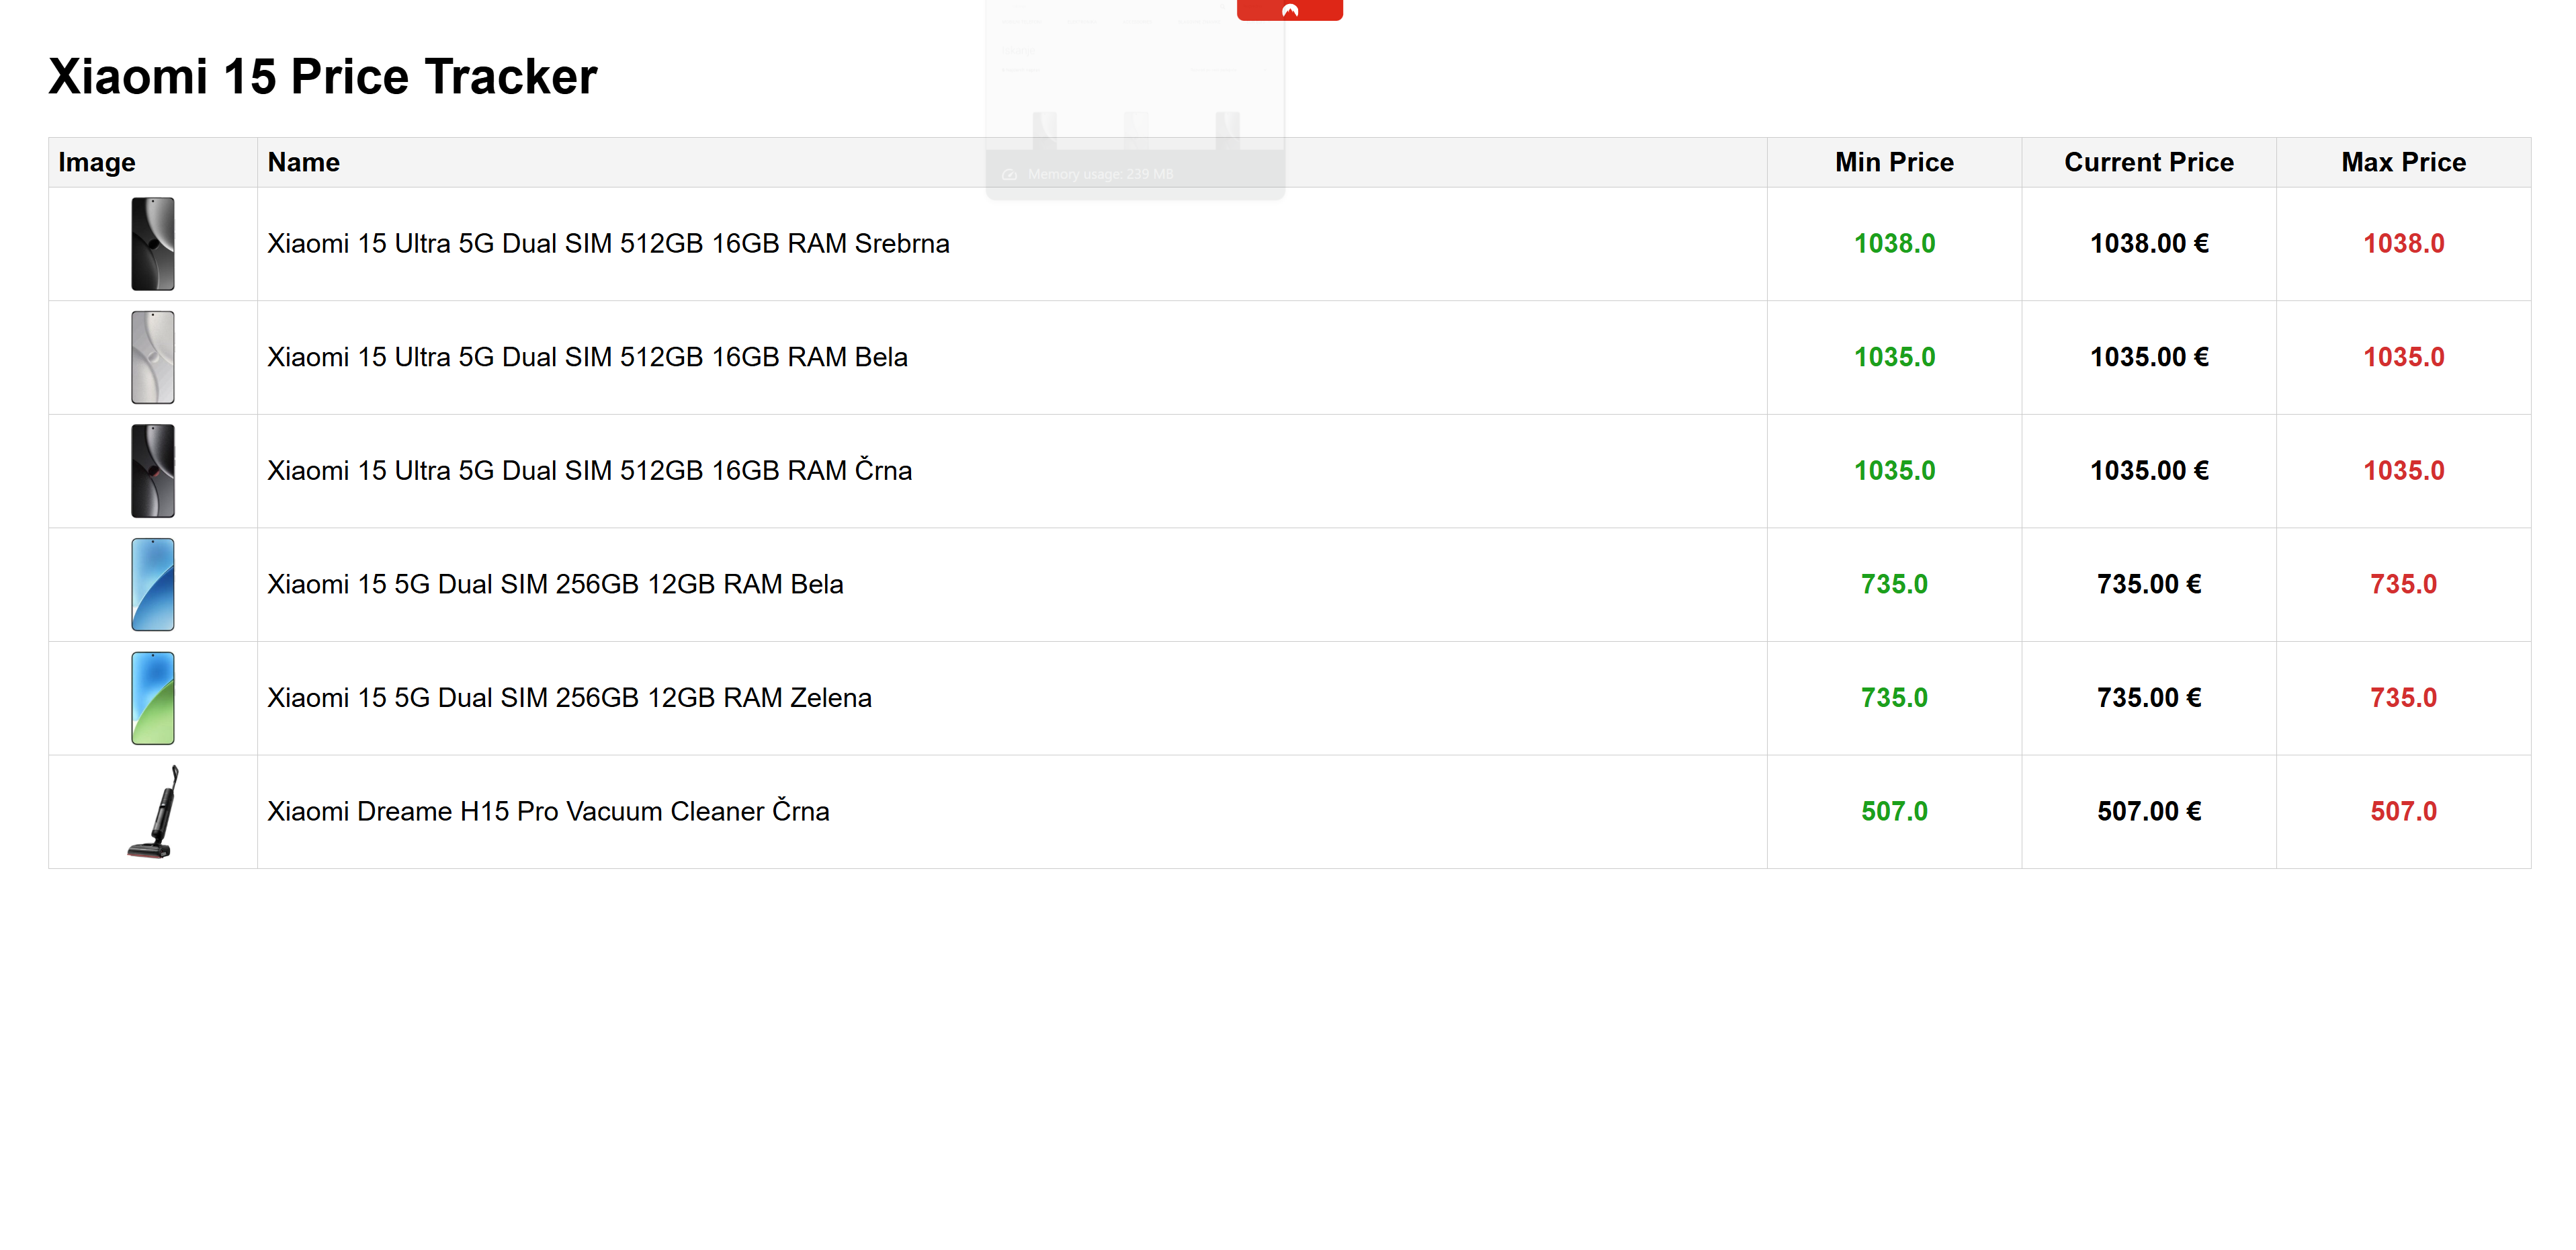 Xiaomi 15 Price Tracker
Image Name Min Price Current Price Max Price
Memory usage: 239 MB
Xiaomi 15 Ultra 5G Dual SIM 512GB 16GB RAM Srebrna 1038.0 1038.00 € 1038.0
Xiaomi 15 Ultra 5G Dual SIM 512GB 16GB RAM Bela 1035.0 1035.00 € 1035.0
Xiaomi 15 Ultra 5G Dual SIM 512GB 16GB RAM Črna 1035.0 1035.00 € 1035.0
Xiaomi 15 5G Dual SIM 256GB 12GB RAM Bela 735.0 735.00 € 735.0
Xiaomi 15 5G Dual SIM 256GB 12GB RAM Zelena 735.0 735.00 € 735.0
Xiaomi Dreame H15 Pro Vacuum Cleaner Črna 507.0 507.00 € 507.0